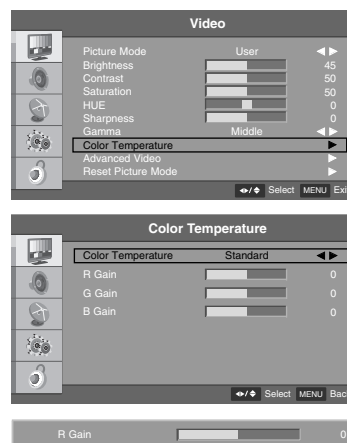 Video
Picture Mode User
Brightness 45
Contrast 50
Saturation 50
HUE 0
Sharpness 0
Gamma Middle
Color Temperature
Advanced Video
Reset Picture Mode
Select MENU Exi
Color Temperature
Color Temperature Standard
R Gain 0
G Gain 0
B Gain 0
Select MENU Bac
R Gain 0